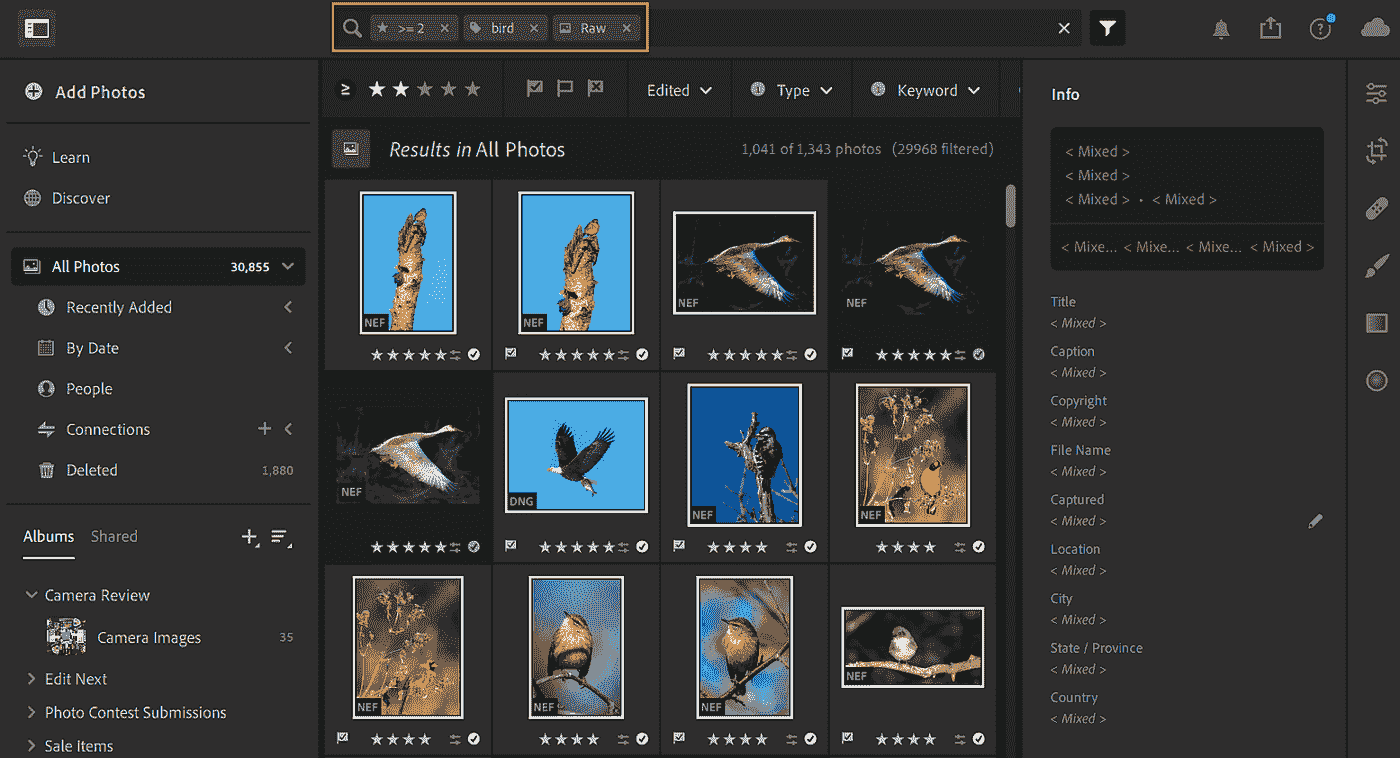 >= 2 × bird × Raw ×
Add Photos
Learn
Discover
All Photos 30,855
Recently Added
By Date
People
Connections
Deleted 1,880
Albums Shared
Camera Review
Camera Images 35
Edit Next
Photo Contest Submissions
Sale Items
≥ Edited Type Keyword
Results in All Photos 1,041 of 1,343 photos (29968 filtered)
NEF NEF NEF NEF
NEF DNG NEF NEF
NEF NEF NEF NEF
Info
< Mixed >
< Mixed >
< Mixed > • < Mixed >
< Mixe... < Mixe... < Mixe... < Mixed >
Title
< Mixed >
Caption
< Mixed >
Copyright
< Mixed >
File Name
< Mixed >
Captured
< Mixed >
Location
< Mixed >
City
< Mixed >
State / Province
< Mixed >
Country
< Mixed >